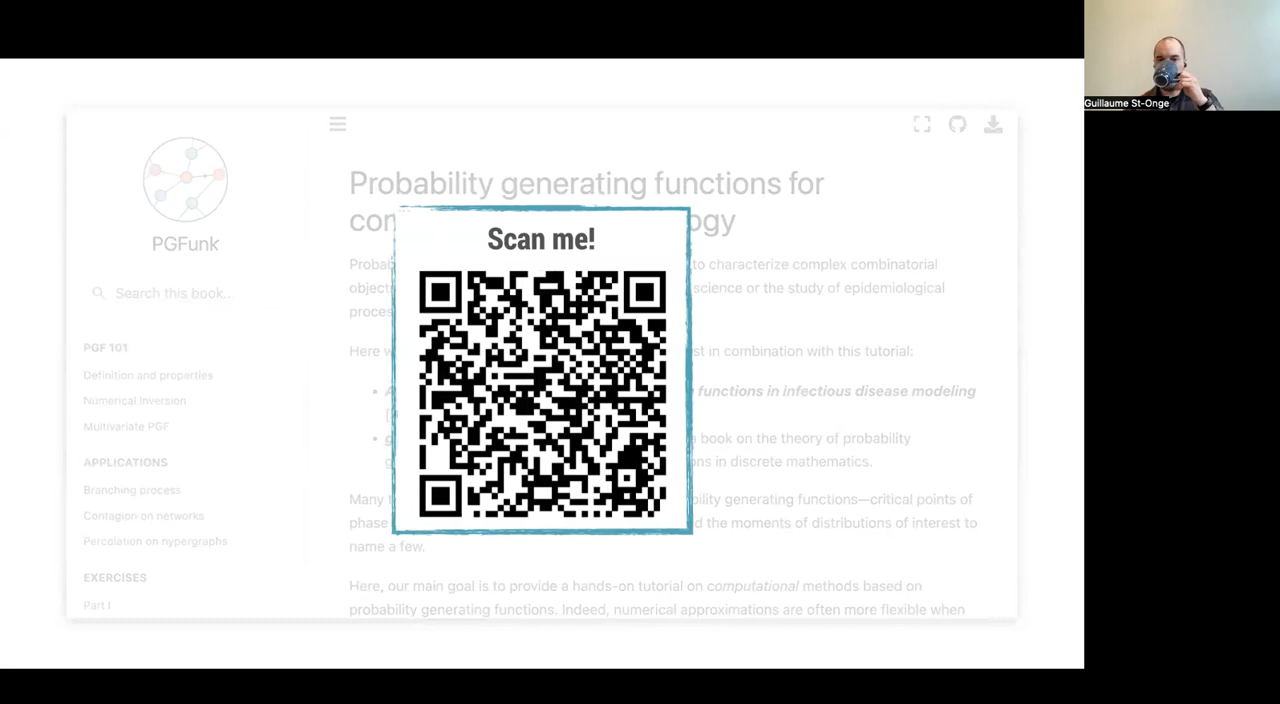 Guillaume St-Onge
PGFunk
Search this book...
PGF 101
Definition and properties
Numerical Inversion
Multivariate PGF
APPLICATIONS
Branching process
Contagion on networks
Percolation on hypergraphs
EXERCISES
Part I
Probability generating functions for
ogy
to characterize complex combinatorial
science or the study of epidemiological
Here
st in combination with this tutorial:
functions in infectious disease modeling
a book on the theory of probability
ons in discrete mathematics.
Many
bility generating functions—critical points of
phase
d the moments of distributions of interest to
name a few.
Here, our main goal is to provide a hands-on tutorial on computational methods based on
probability generating functions. Indeed, numerical approximations are often more flexible when
Scan me!